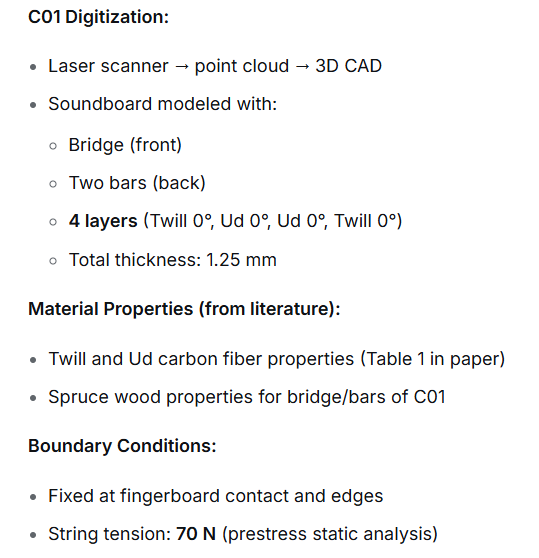 C01 Digitization:
Laser scanner → point cloud → 3D CAD
Soundboard modeled with:
Bridge (front)
Two bars (back)
4 layers (Twill 0°, Ud 0°, Ud 0°, Twill 0°)
Total thickness: 1.25 mm
Material Properties (from literature):
Twill and Ud carbon fiber properties (Table 1 in paper)
Spruce wood properties for bridge/bars of C01
Boundary Conditions:
Fixed at fingerboard contact and edges
String tension: 70 N (prestress static analysis)